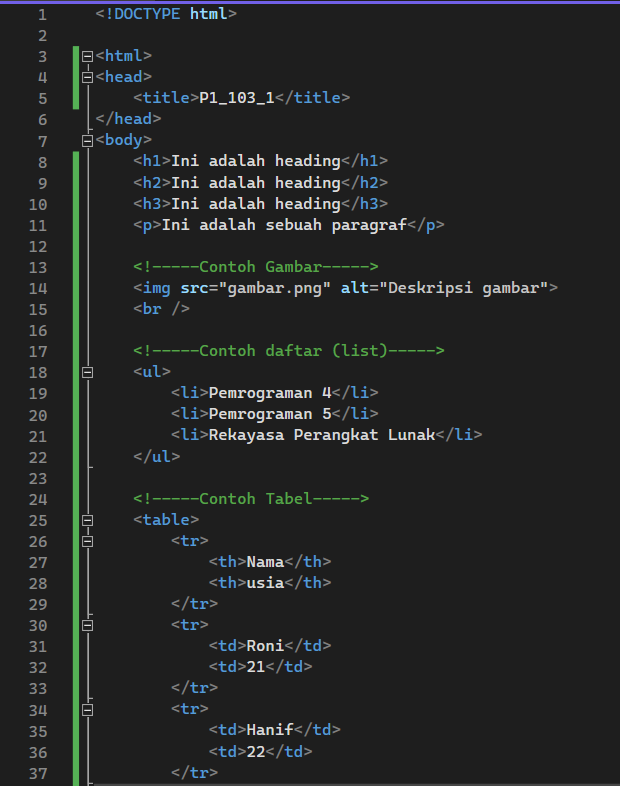 1 <!DOCTYPE html>
2
3 <html>
4 <head>
5     <title>P1_103_1</title>
6 </head>
7 <body>
8     <h1>Ini adalah heading</h1>
9     <h2>Ini adalah heading</h2>
10     <h3>Ini adalah heading</h3>
11     <p>Ini adalah sebuah paragraf</p>
12
13     <!-----Contoh Gambar----->
14     <img src="gambar.png" alt="Deskripsi gambar">
15     <br />
16
17     <!-----Contoh daftar (list)----->
18     <ul>
19         <li>Pemrograman 4</li>
20         <li>Pemrograman 5</li>
21         <li>Rekayasa Perangkat Lunak</li>
22     </ul>
23
24     <!-----Contoh Tabel----->
25     <table>
26         <tr>
27             <th>Nama</th>
28             <th>usia</th>
29         </tr>
30         <tr>
31             <td>Roni</td>
32             <td>21</td>
33         </tr>
34         <tr>
35             <td>Hanif</td>
36             <td>22</td>
37         </tr>